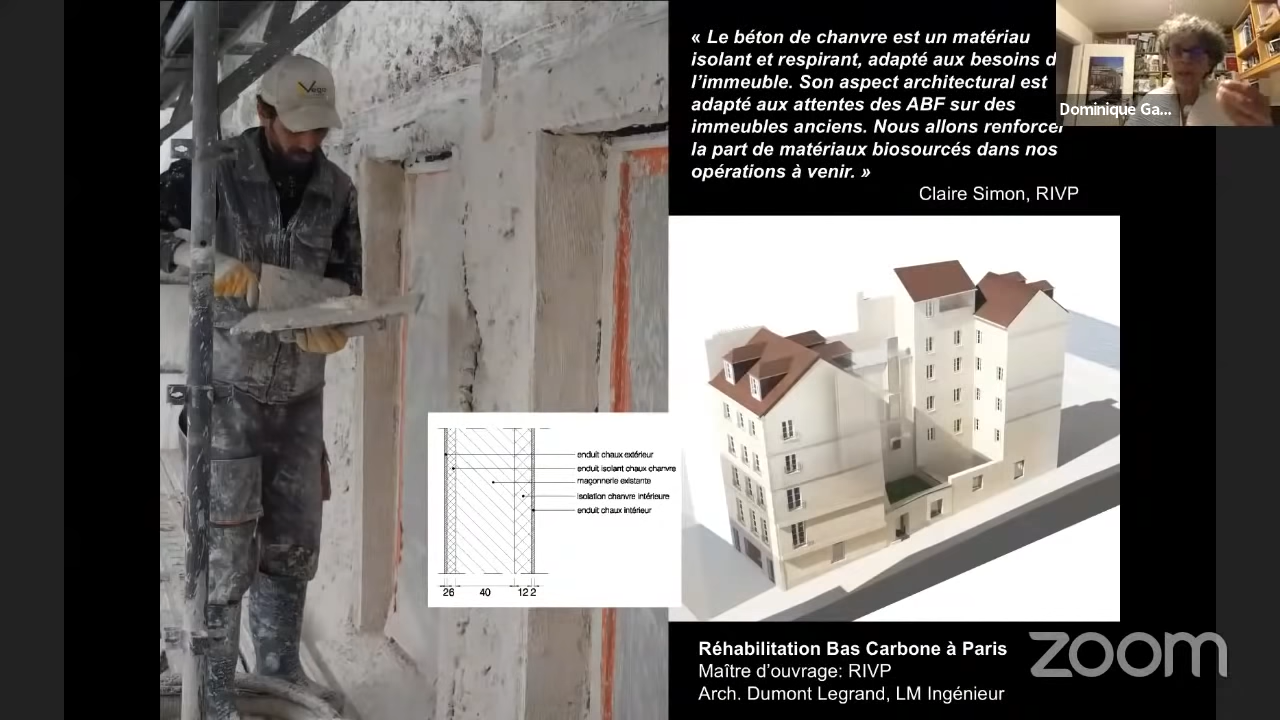 « Le béton de chanvre est un matériau
isolant et respirant, adapté aux besoins d
l'immeuble. Son aspect architectural est
adapté aux attentes des ABF sur des
immeubles anciens. Nous allons renforcer
la part de matériaux biosourcés dans nos
opérations à venir. »
Claire Simon, RIVP
Dominique Ga...
enduit chaux extérieur
enduit isolant chaux chanvre
maçonnerie existante
isolation chanvre intérieure
enduit chaux intérieur
26 40 12 2
Réhabilitation Bas Carbone à Paris
Maître d'ouvrage: RIVP
Arch. Dumont Legrand, LM Ingénieur
zoom